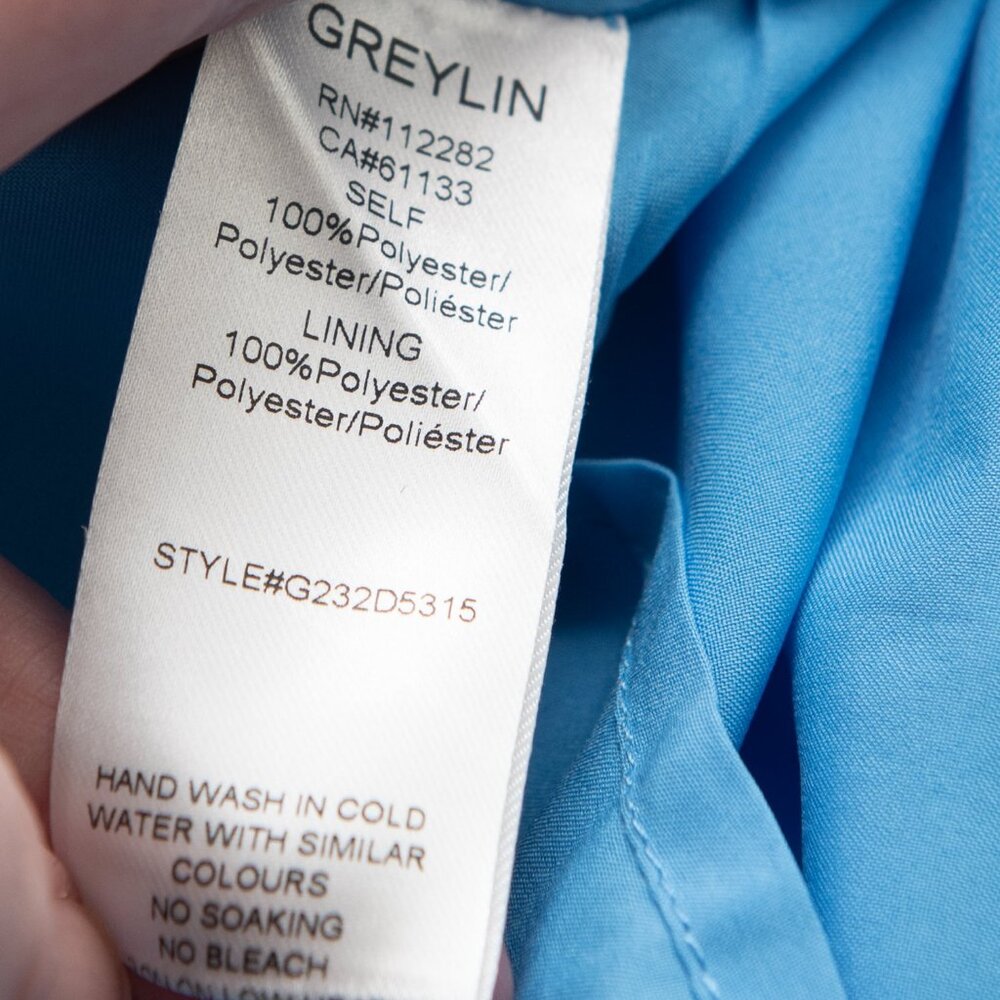 GREYLIN
RN#112282
CA#61133
SELF
100%Polyester/
Polyester/Poliéster
LINING
100%Polyester/
Polyester/Poliéster
STYLE#G232D5315
HAND WASH IN COLD
WATER WITH SIMILAR
COLOURS
NO SOAKING
NO BLEACH